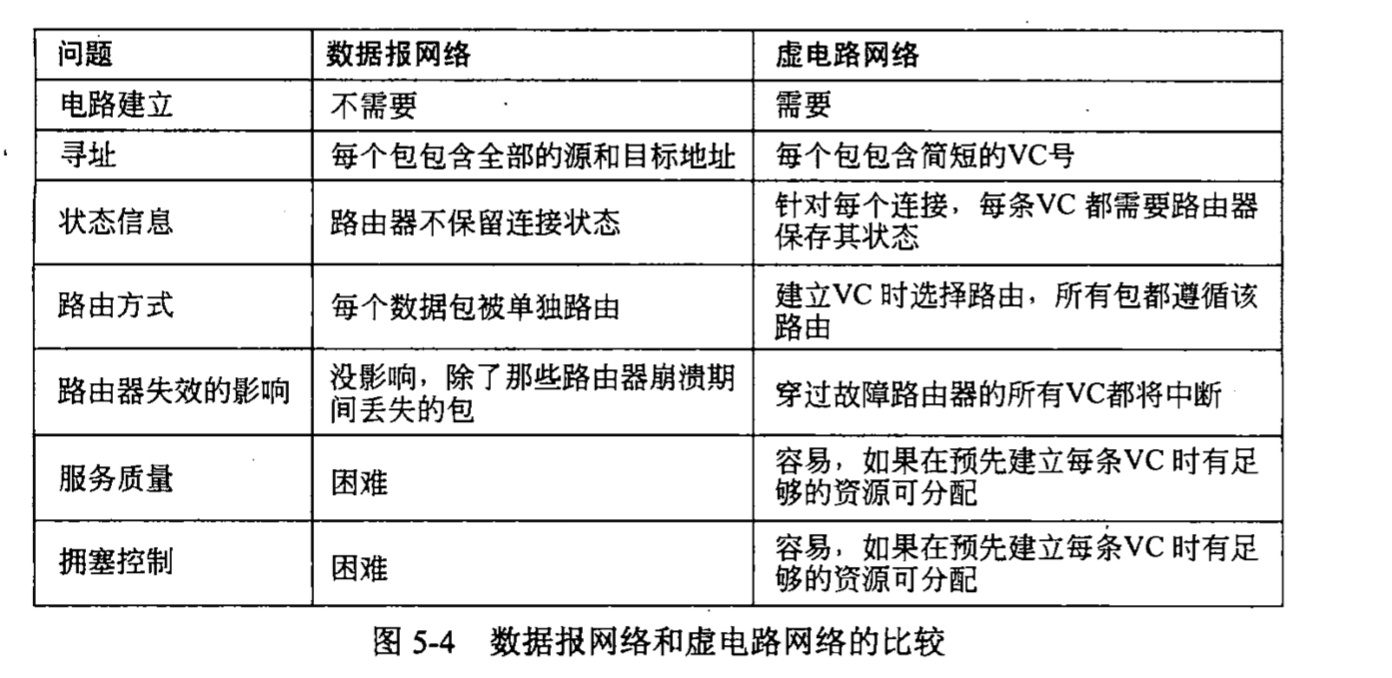 问题 数据报网络 虚电路网络
电路建立 不需要 需要
寻址 每个包包含全部的源和目标地址 每个包包含简短的VC号
状态信息 路由器不保留连接状态 针对每个连接，每条VC 都需要路由器
保存其状态
路由方式 每个数据包被单独路由 建立VC 时选择路由，所有包都遵循该
路由
路由器失效的影响 没影响，除了那些路由器崩溃期
间丢失的包 穿过故障路由器的所有VC都将中断
服务质量 困难 容易，如果在预先建立每条VC 时有足
够的资源可分配
拥塞控制 困难 容易，如果在预先建立每条VC 时有足
够的资源可分配
图 5-4 数据报网络和虚电路网络的比较